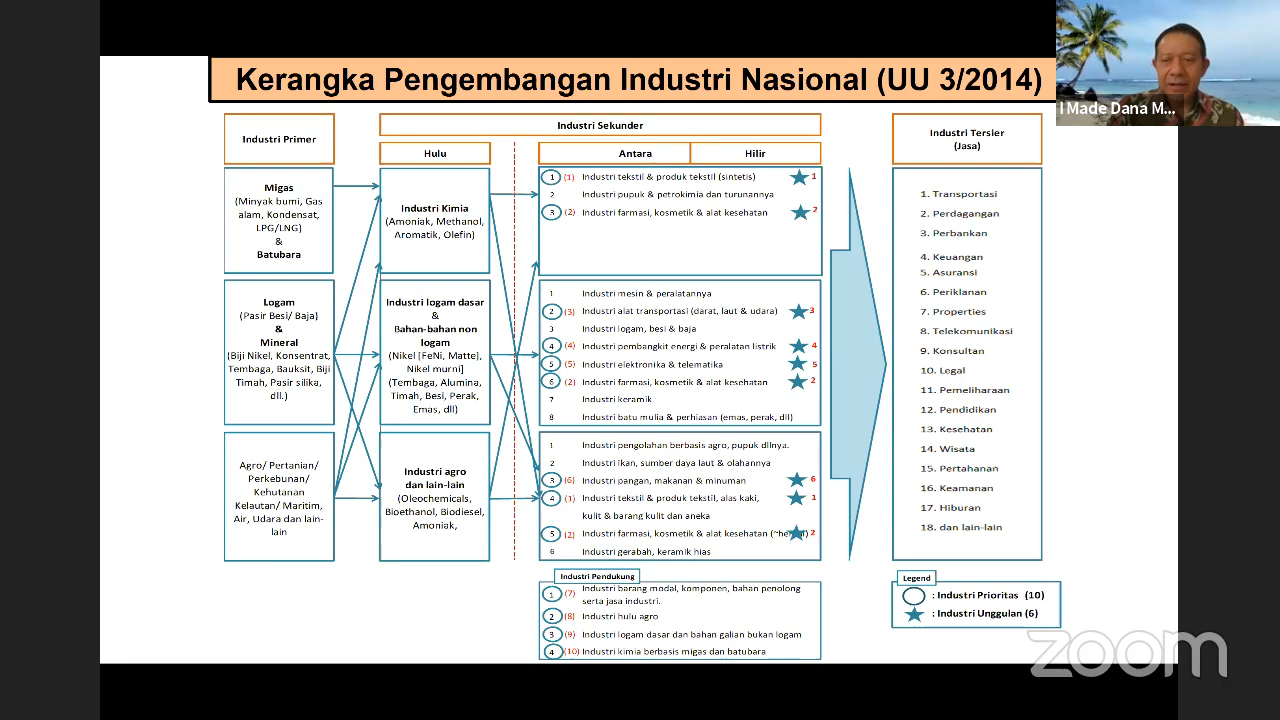 Kerangka Pengembangan Industri Nasional (UU 3/2014)
I Made Dana M...
Industri Primer
Industri Sekunder
Hulu
Antara
Hilir
Industri Tersier
(Jasa)
Migas
(Minyak bumi, Gas
alam, Kondensat,
LPG/LNG)
&
Batubara
Logam
(Pasir Besi/ Baja)
&
Mineral
(Biji Nikel, Konsentrat,
Tembaga, Bauksit, Biji
Timah, Pasir silika,
dll.)
Agro/ Pertanian/
Perkebunan/
Kehutanan
Kelautan/ Maritim,
Air, Udara dan lain-
lain
Industri Kimia
(Amoniak, Methanol,
Aromatik, Olefin)
Industri logam dasar
&
Bahan-bahan non
logam
(Nikel [FeNi, Matte],
Nikel murni]
(Tembaga, Alumina,
Timah, Besi, Perak,
Emas, dll)
Industri agro
dan lain-lain
(Oleochemicals,
Bioethanol, Biodiesel,
Amoniak,
1 (1) Industri tekstil & produk tekstil (sintetis) 1
2 Industri pupuk & petrokimia dan turunannya
3 (2) Industri farmasi, kosmetik & alat kesehatan 2
1 Industri mesin & peralatannya
2 (3) Industri alat transportasi (darat, laut & udara) 3
3 Industri logam, besi & baja
4 (4) Industri pembangkit energi & peralatan listrik 4
5 (5) Industri elektronika & telematika 5
6 (2) Industri farmasi, kosmetik & alat kesehatan 2
7 Industri keramik
8 Industri batu mulia & perhiasan (emas, perak, dll)
1 Industri pengolahan berbasis agro, pupuk dllnya.
2 Industri ikan, sumber daya laut & olahannya
3 (6) Industri pangan, makanan & minuman 6
4 (1) Industri tekstil & produk tekstil, alas kaki, 1
kulit & barang kulit dan aneka
5 (2) Industri farmasi, kosmetik & alat kesehatan 2
6 Industri gerabah, keramik hias
Industri Pendukung
1 (7) Industri barang modal, komponen, bahan penolong
serta jasa industri.
2 (8) Industri hulu agro
3 (9) Industri logam dasar dan bahan galian bukan logam
4 (10) Industri kimia berbasis migas dan batubara
1. Transportasi
2. Perdagangan
3. Perbankan
4. Keuangan
5. Asuransi
6. Periklanan
7. Properties
8. Telekomunikasi
9. Konsultan
10. Legal
11. Pemeliharaan
12. Pendidikan
13. Kesehatan
14. Wisata
15. Pertahanan
16. Keamanan
17. Hiburan
18. dan lain-lain
Legend
: Industri Prioritas (10)
: Industri Unggulan (6)
zoom